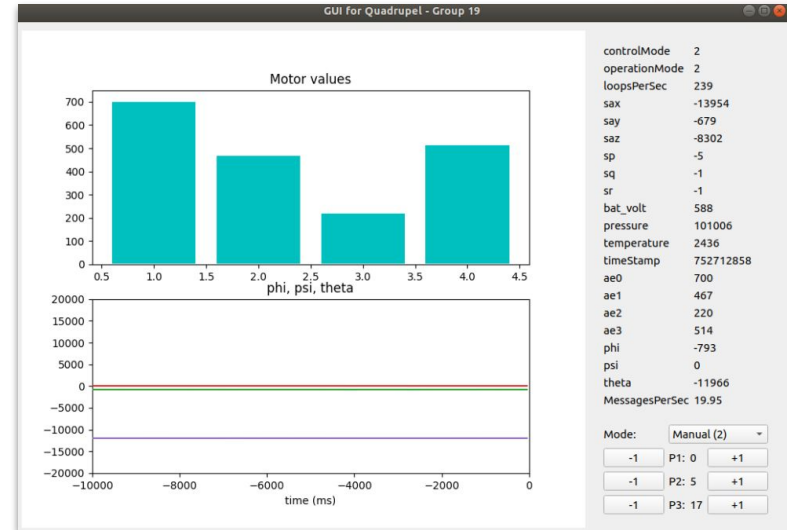 GUI for Quadrupel - Group 19
Motor values
700
600
500
400
300
200
100
0
0.5 1.0 1.5 2.0 2.5 3.0 3.5 4.0 4.5
phi, psi, theta
20000
15000
10000
5000
0
−5000
−10000
−15000
−20000
−10000 −8000 −6000 −4000 −2000 0
time (ms)
controlMode 2
operationMode 2
loopsPerSec 239
sax -13954
say -679
saz -8302
sp -5
sq -1
sr -1
bat_volt 588
pressure 101006
temperature 2436
timeStamp 752712858
ae0 700
ae1 467
ae2 220
ae3 514
phi -793
psi 0
theta -11966
MessagesPerSec 19.95
Mode: Manual (2)
-1 P1: 0 +1
-1 P2: 5 +1
-1 P3: 17 +1